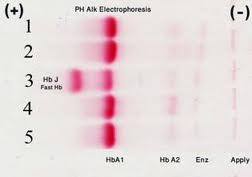 (+) PH Alk Electrophoresis (-)
1
2
3
Hb J
Fast Hb
4
5
HbA1 Hb A2 Enz Apply